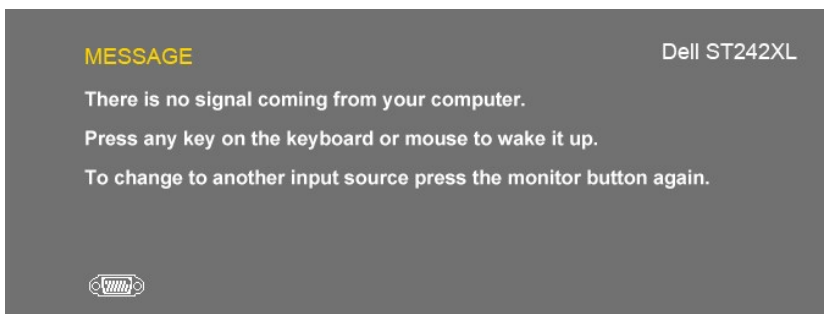 MESSAGE
Dell ST242XL
There is no signal coming from your computer.
Press any key on the keyboard or mouse to wake it up.
To change to another input source press the monitor button again.